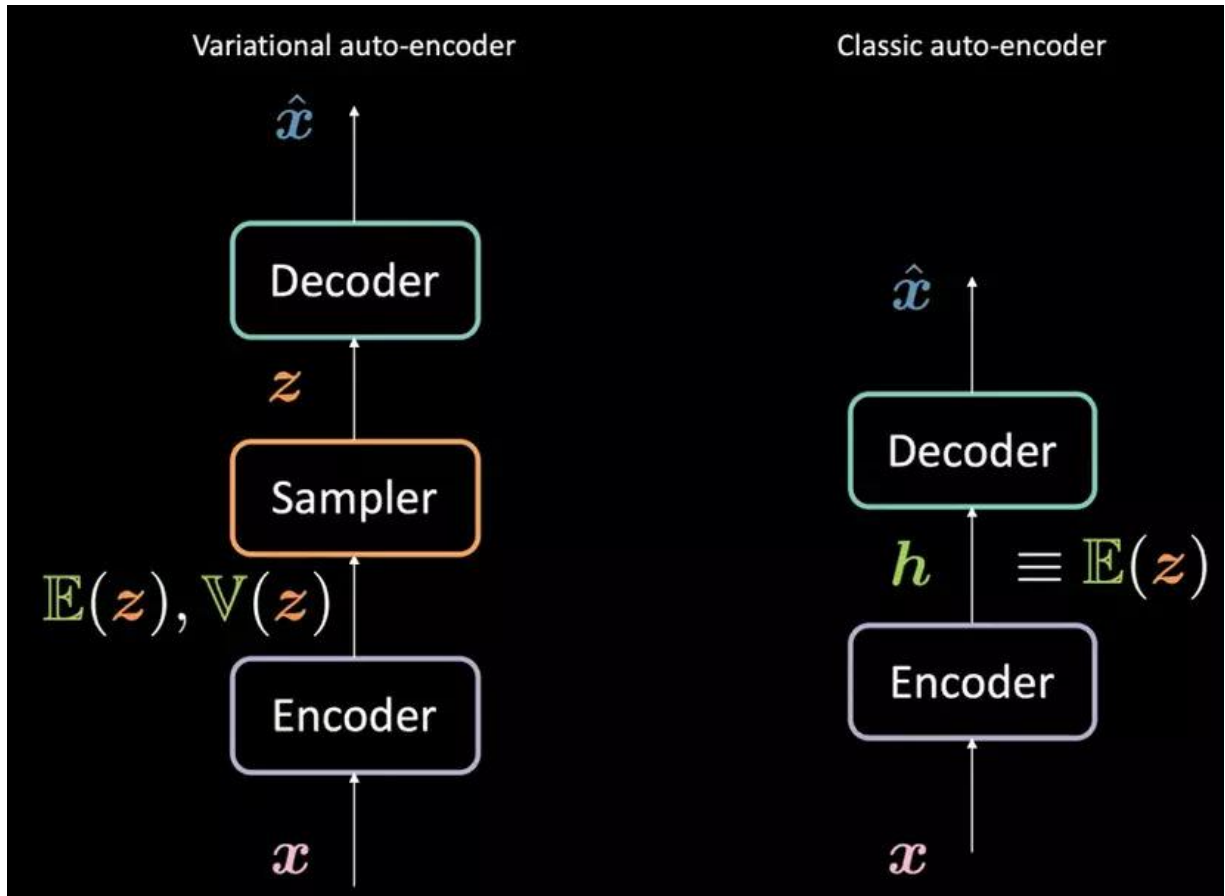 Variational auto-encoder
x̂
Decoder
z
Sampler
𝔼(z), 𝕍(z)
Encoder
x
Classic auto-encoder
x̂
Decoder
h ≡ 𝔼(z)
Encoder
x